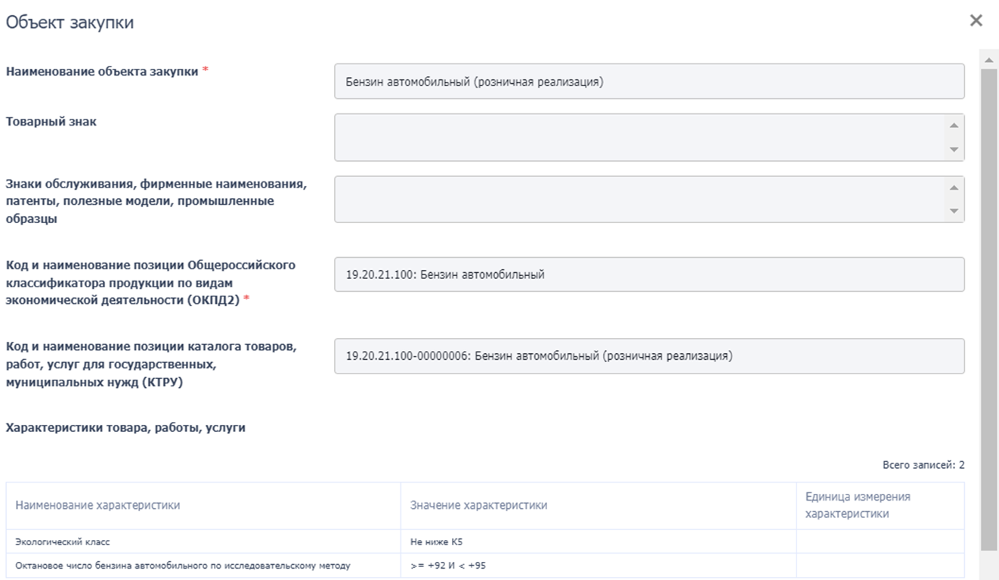 Объект закупки
Наименование объекта закупки *
Бензин автомобильный (розничная реализация)
Товарный знак
Знаки обслуживания, фирменные наименования,
патенты, полезные модели, промышленные
образцы
Код и наименование позиции Общероссийского
классификатора продукции по видам
экономической деятельности (ОКПД2) *
19.20.21.100: Бензин автомобильный
Код и наименование позиции каталога товаров,
работ, услуг для государственных,
муниципальных нужд (КТРУ)
19.20.21.100-00000006: Бензин автомобильный (розничная реализация)
Характеристики товара, работы, услуги
Всего записей: 2
Наименование характеристики
Значение характеристики
Единица измерения
характеристики
Экологический класс
Не ниже К5
Октановое число бензина автомобильного по исследовательскому методу
>= +92 И < +95